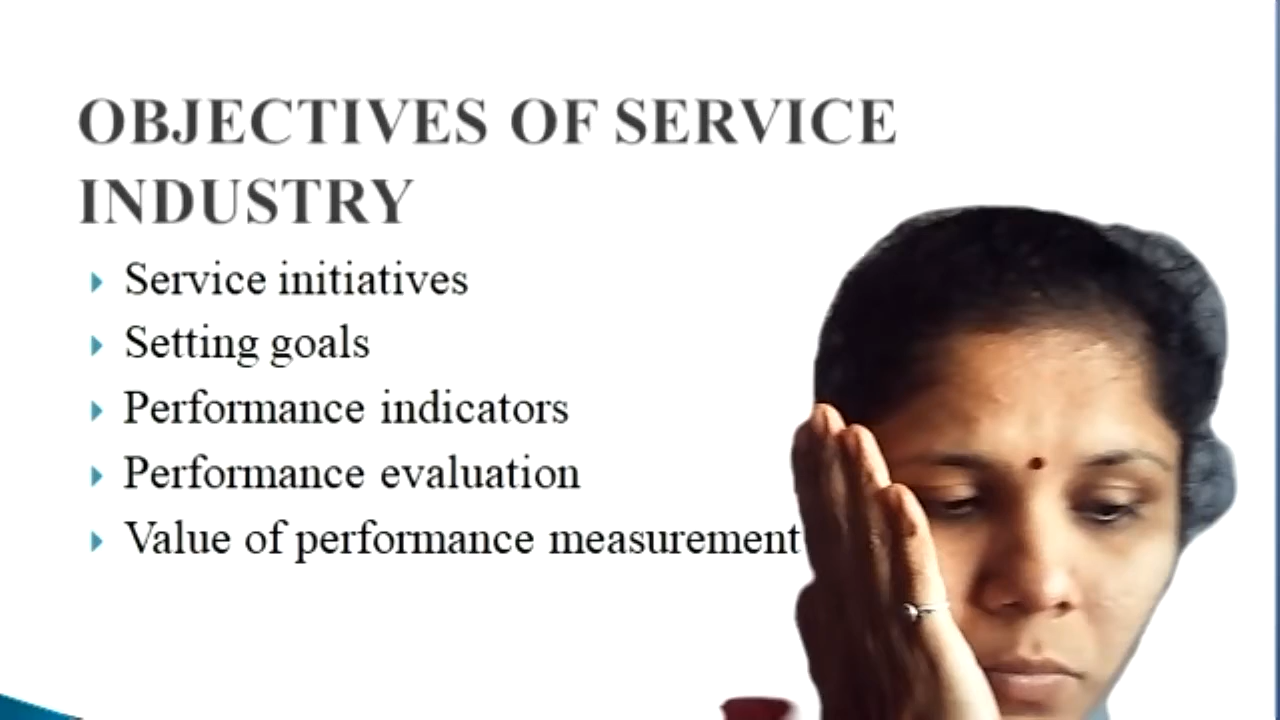 OBJECTIVES OF SERVICE
INDUSTRY
Service initiatives
Setting goals
Performance indicators
Performance evaluation
Value of performance measurement